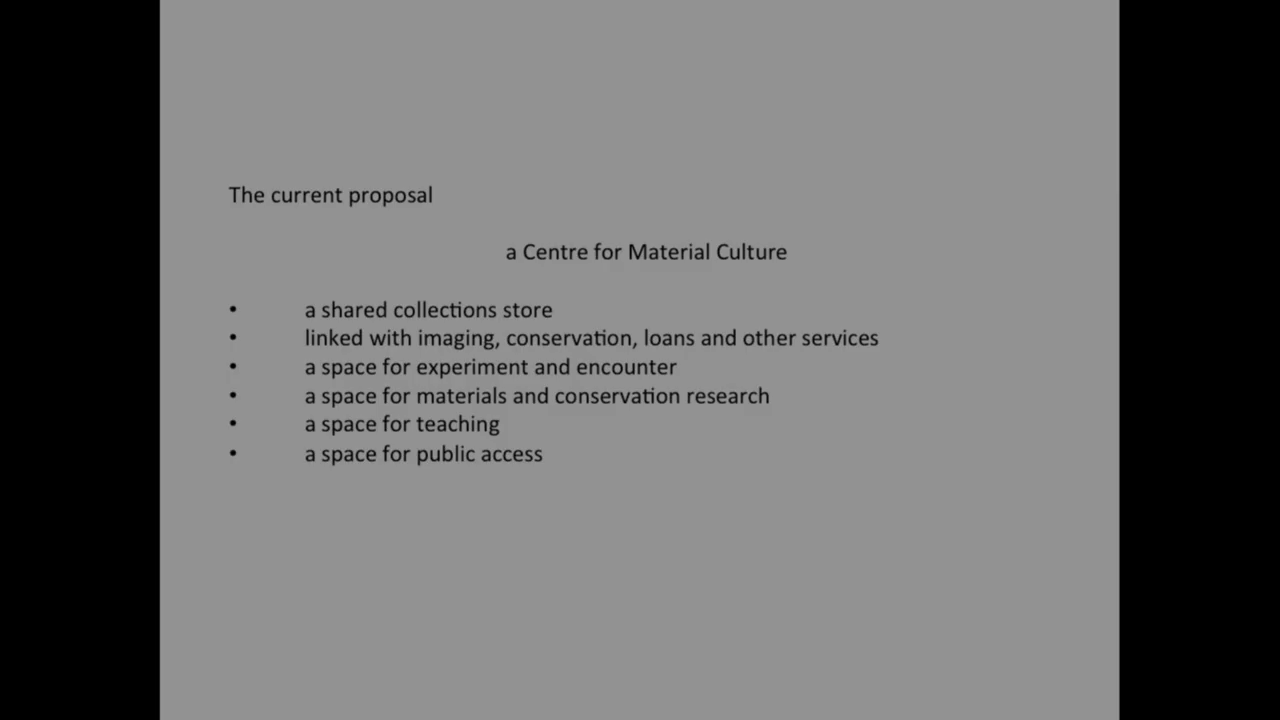 The current proposal
a Centre for Material Culture
• a shared collections store
• linked with imaging, conservation, loans and other services
• a space for experiment and encounter
• a space for materials and conservation research
• a space for teaching
• a space for public access